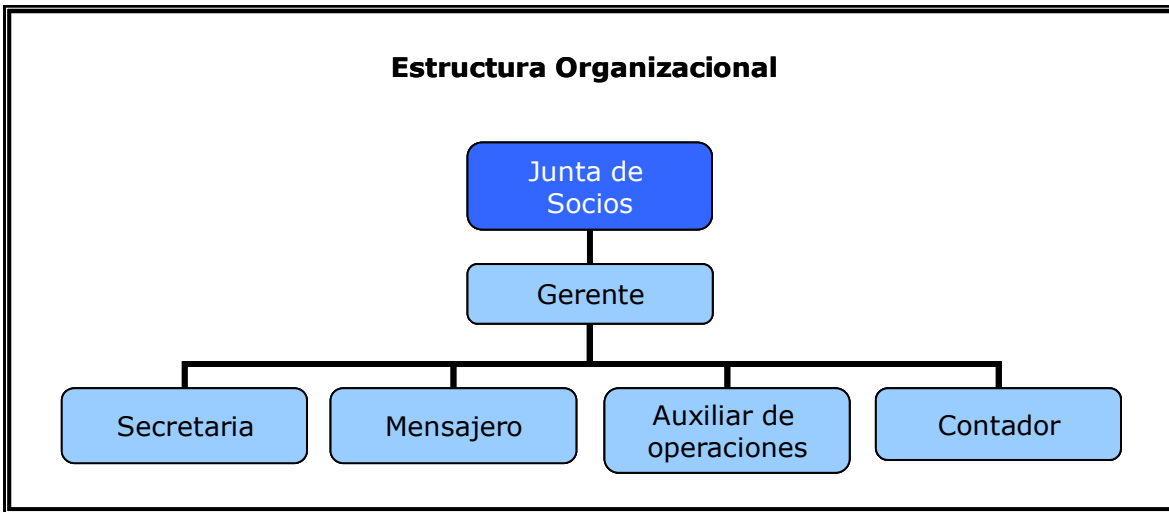 Estructura Organizacional
Junta de
Socios
Gerente
Secretaria
Mensajero
Auxiliar de
operaciones
Contador